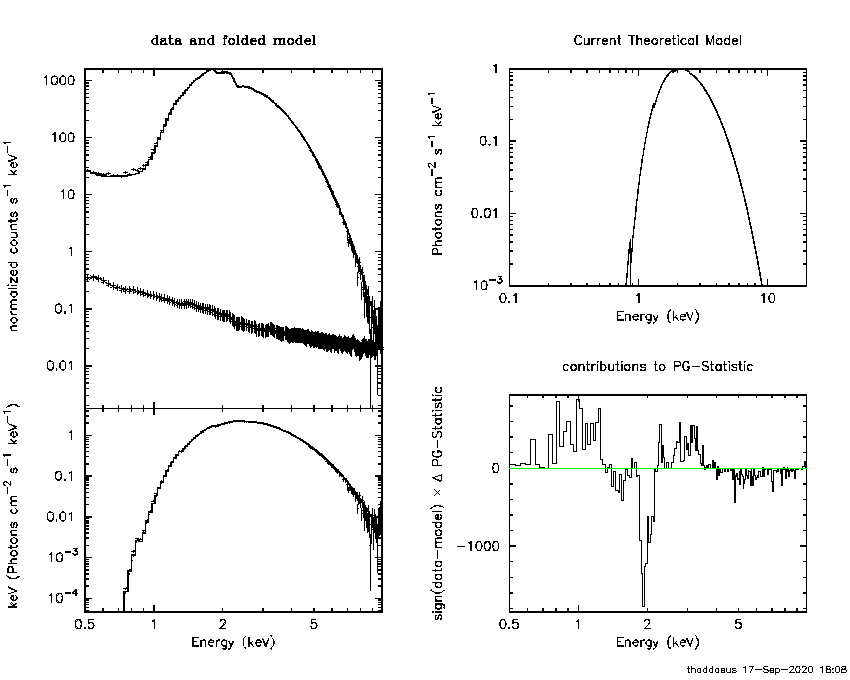 data and folded model
normalized counts s⁻¹ keV⁻¹
1000
100
10
1
0.1
0.01
keV (Photons cm⁻² s⁻¹ keV⁻¹)
1
0.1
0.01
10⁻³
10⁻⁴
0.5 1 2 5
Energy (keV)
Current Theoretical Model
Photons cm⁻² s⁻¹ keV⁻¹
1
0.1
0.01
10⁻³
0.1 1 10
Energy (keV)
contributions to PG−Statistic
sign(data−model) × Δ PG−Statistic
0
−1000
0.5 1 2 5
Energy (keV)
thaddaeus 17−Sep−2020 18:08